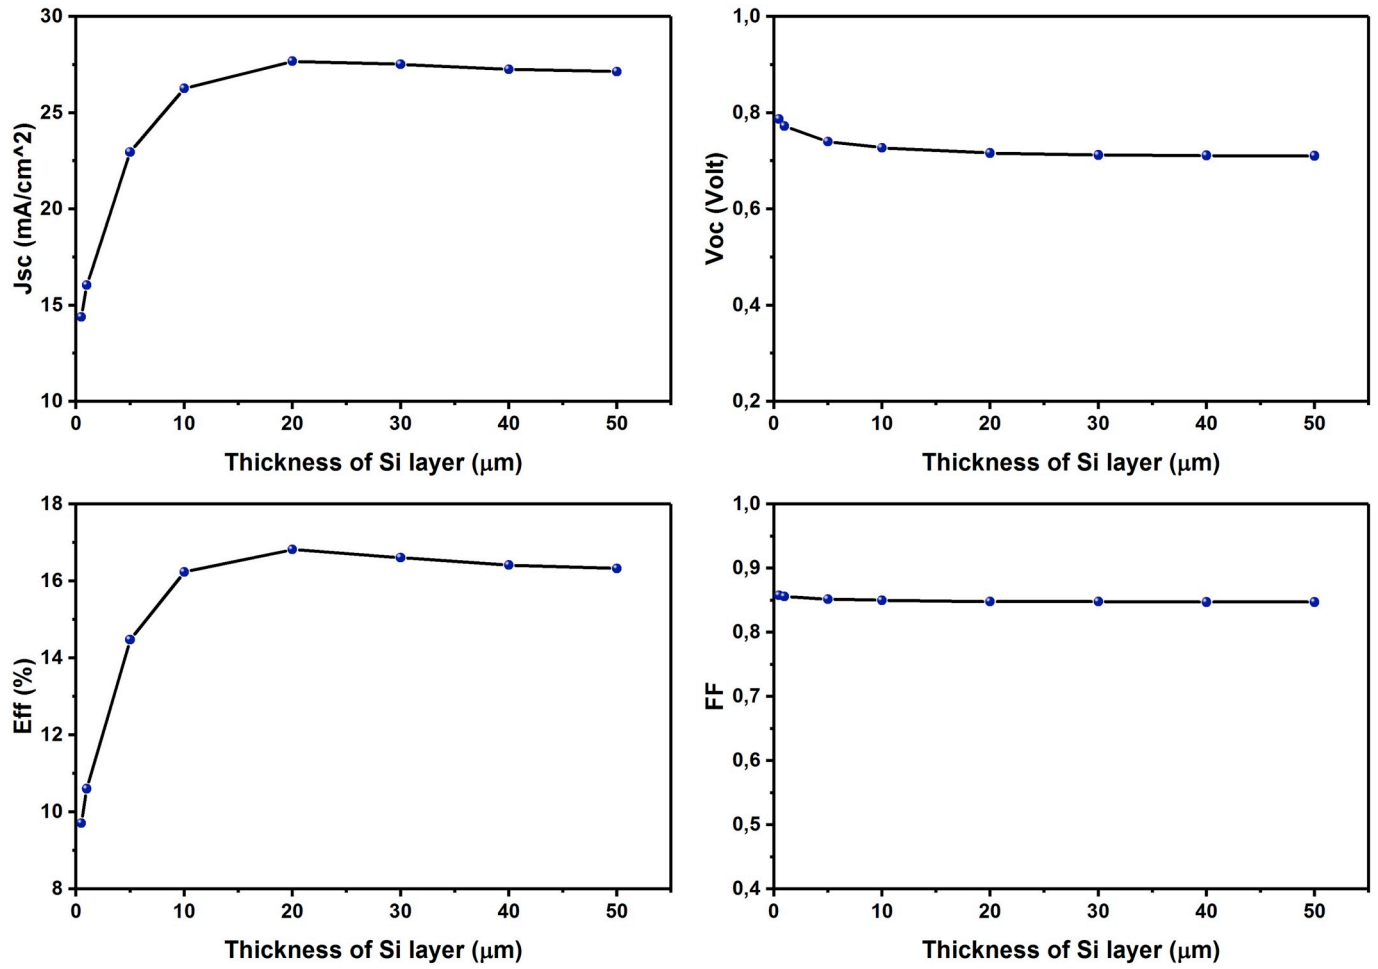 30
25
20
15
10
Jsc (mA/cm^2)
0 10 20 30 40 50
Thickness of Si layer (μm)
1,0
0,8
0,6
0,4
0,2
Voc (Volt)
0 10 20 30 40 50
Thickness of Si layer (μm)
18
16
14
12
10
8
Eff (%)
0 10 20 30 40 50
Thickness of Si layer (μm)
1,0
0,9
0,8
0,7
0,6
0,5
0,4
FF
0 10 20 30 40 50
Thickness of Si layer (μm)